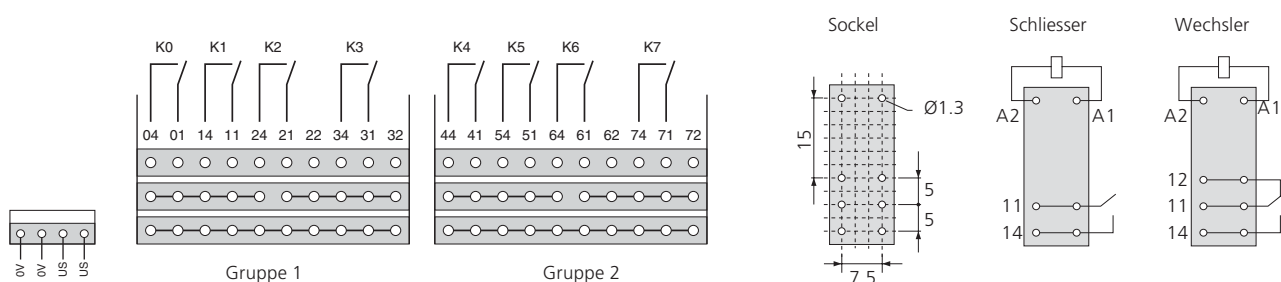 K0 K1 K2 K3
04 01 14 11 24 21 22 34 31 32
Gruppe 1
K4 K5 K6 K7
44 41 54 51 64 61 62 74 71 72
Gruppe 2
0V 0V US US
Sockel
Ø1.3
15
5
5
7.5
Schliesser
A2 A1
11
14
Wechsler
A2 A1
12
11
14